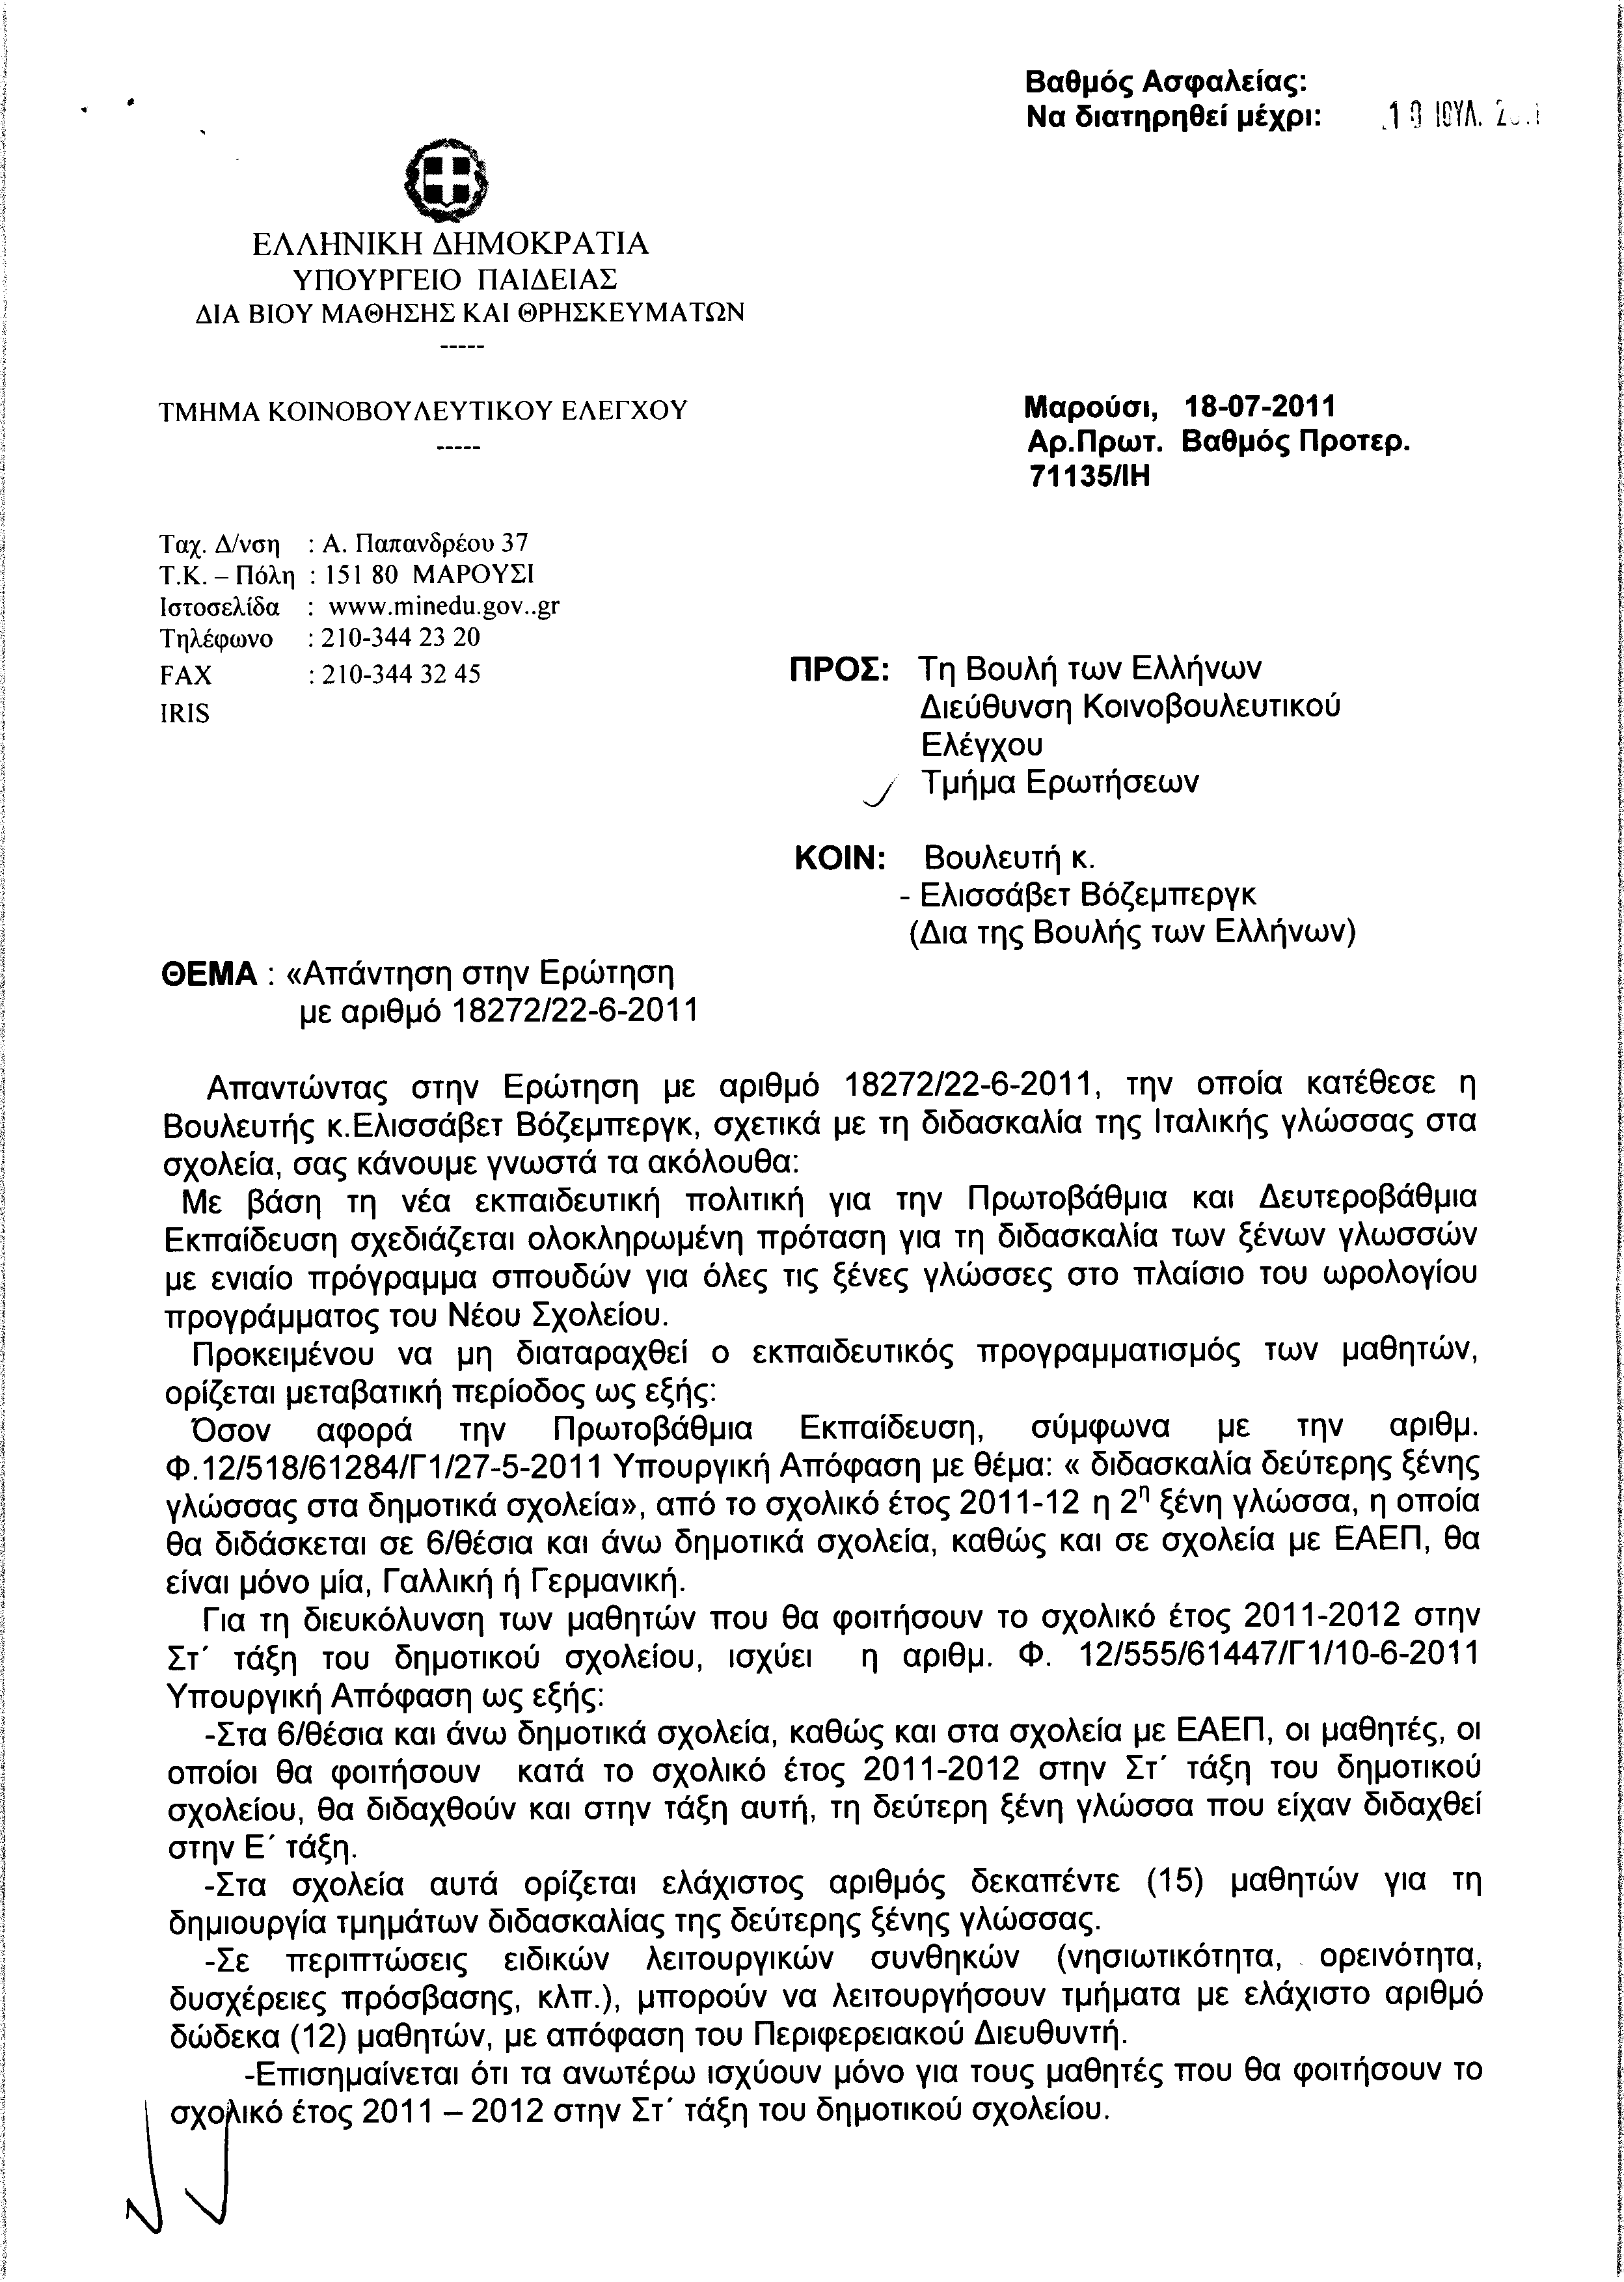 Βαθμός Ασφαλείας:
Να διατηρηθεί μέχρι: ΙΟΥΛ.
ΕΛΛΗΝΙΚΗ ΔΗΜΟΚΡΑΤΙΑ
ΥΠΟΥΡΓΕΙΟ ΠΑΙΔΕΙΑΣ
ΔΙΑ ΒΙΟΥ ΜΑΘΗΣΗΣ ΚΑΙ ΘΡΗΣΚΕΥΜΑΤΩΝ
-----
ΤΜΗΜΑ ΚΟΙΝΟΒΟΥΛΕΥΤΙΚΟΥ ΕΛΕΓΧΟΥ
-----
Μαρούσι, 18-07-2011
Αρ.Πρωτ. Βαθμός Προτερ.
71135/ΙΗ
Ταχ. Δ/νση : Α. Παπανδρέου 37
Τ.Κ. – Πόλη : 151 80 ΜΑΡΟΥΣΙ
Ιστοσελίδα : www.minedu.gov..gr
Τηλέφωνο : 210-344 23 20
FAX : 210-344 32 45
IRIS
ΠΡΟΣ: Τη Βουλή των Ελλήνων
Διεύθυνση Κοινοβουλευτικού
Ελέγχου
Τμήμα Ερωτήσεων
ΚΟΙΝ: Βουλευτή κ.
- Ελισσάβετ Βόζεμπεργκ
(Δια της Βουλής των Ελλήνων)
ΘΕΜΑ : «Απάντηση στην Ερώτηση
με αριθμό 18272/22-6-2011
Απαντώντας στην Ερώτηση με αριθμό 18272/22-6-2011, την οποία κατέθεσε η
Βουλευτής κ.Ελισσάβετ Βόζεμπεργκ, σχετικά με τη διδασκαλία της Ιταλικής γλώσσας στα
σχολεία, σας κάνουμε γνωστά τα ακόλουθα:
Με βάση τη νέα εκπαιδευτική πολιτική για την Πρωτοβάθμια και Δευτεροβάθμια
Εκπαίδευση σχεδιάζεται ολοκληρωμένη πρόταση για τη διδασκαλία των ξένων γλωσσών
με ενιαίο πρόγραμμα σπουδών για όλες τις ξένες γλώσσες στο πλαίσιο του ωρολογίου
προγράμματος του Νέου Σχολείου.
Προκειμένου να μη διαταραχθεί ο εκπαιδευτικός προγραμματισμός των μαθητών,
ορίζεται μεταβατική περίοδος ως εξής:
Όσον αφορά την Πρωτοβάθμια Εκπαίδευση, σύμφωνα με την αριθμ.
Φ.12/518/61284/Γ1/27-5-2011 Υπουργική Απόφαση με θέμα: « διδασκαλία δεύτερης ξένης
γλώσσας στα δημοτικά σχολεία», από το σχολικό έτος 2011-12 η 2η ξένη γλώσσα, η οποία
θα διδάσκεται σε 6/θέσια και άνω δημοτικά σχολεία, καθώς και σε σχολεία με ΕΑΕΠ, θα
είναι μόνο μία, Γαλλική ή Γερμανική.
Για τη διευκόλυνση των μαθητών που θα φοιτήσουν το σχολικό έτος 2011-2012 στην
Στ΄ τάξη του δημοτικού σχολείου, ισχύει η αριθμ. Φ. 12/555/61447/Γ1/10-6-2011
Υπουργική Απόφαση ως εξής:
-Στα 6/θέσια και άνω δημοτικά σχολεία, καθώς και στα σχολεία με ΕΑΕΠ, οι μαθητές, οι
οποίοι θα φοιτήσουν κατά το σχολικό έτος 2011-2012 στην Στ΄ τάξη του δημοτικού
σχολείου, θα διδαχθούν και στην τάξη αυτή, τη δεύτερη ξένη γλώσσα που είχαν διδαχθεί
στην Ε΄ τάξη.
-Στα σχολεία αυτά ορίζεται ελάχιστος αριθμός δεκαπέντε (15) μαθητών για τη
δημιουργία τμημάτων διδασκαλίας της δεύτερης ξένης γλώσσας.
-Σε περιπτώσεις ειδικών λειτουργικών συνθηκών (νησιωτικότητα, ορεινότητα,
δυσχέρειες πρόσβασης, κλπ.), μπορούν να λειτουργήσουν τμήματα με ελάχιστο αριθμό
δώδεκα (12) μαθητών, με απόφαση του Περιφερειακού Διευθυντή.
-Επισημαίνεται ότι τα ανωτέρω ισχύουν μόνο για τους μαθητές που θα φοιτήσουν το
σχολικό έτος 2011 – 2012 στην Στ΄ τάξη του δημοτικού σχολείου.